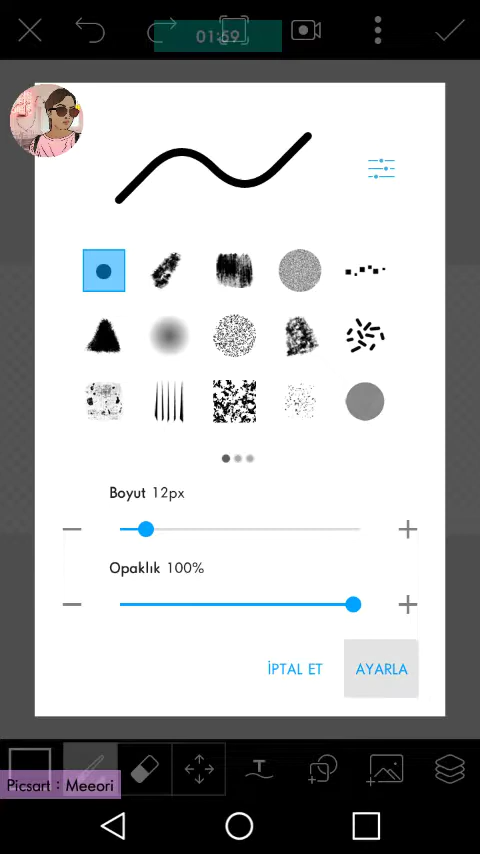 01:59
Boyut 12px
Opaklık 100%
İPTAL ET
AYARLA
T
Picsart : Meeori